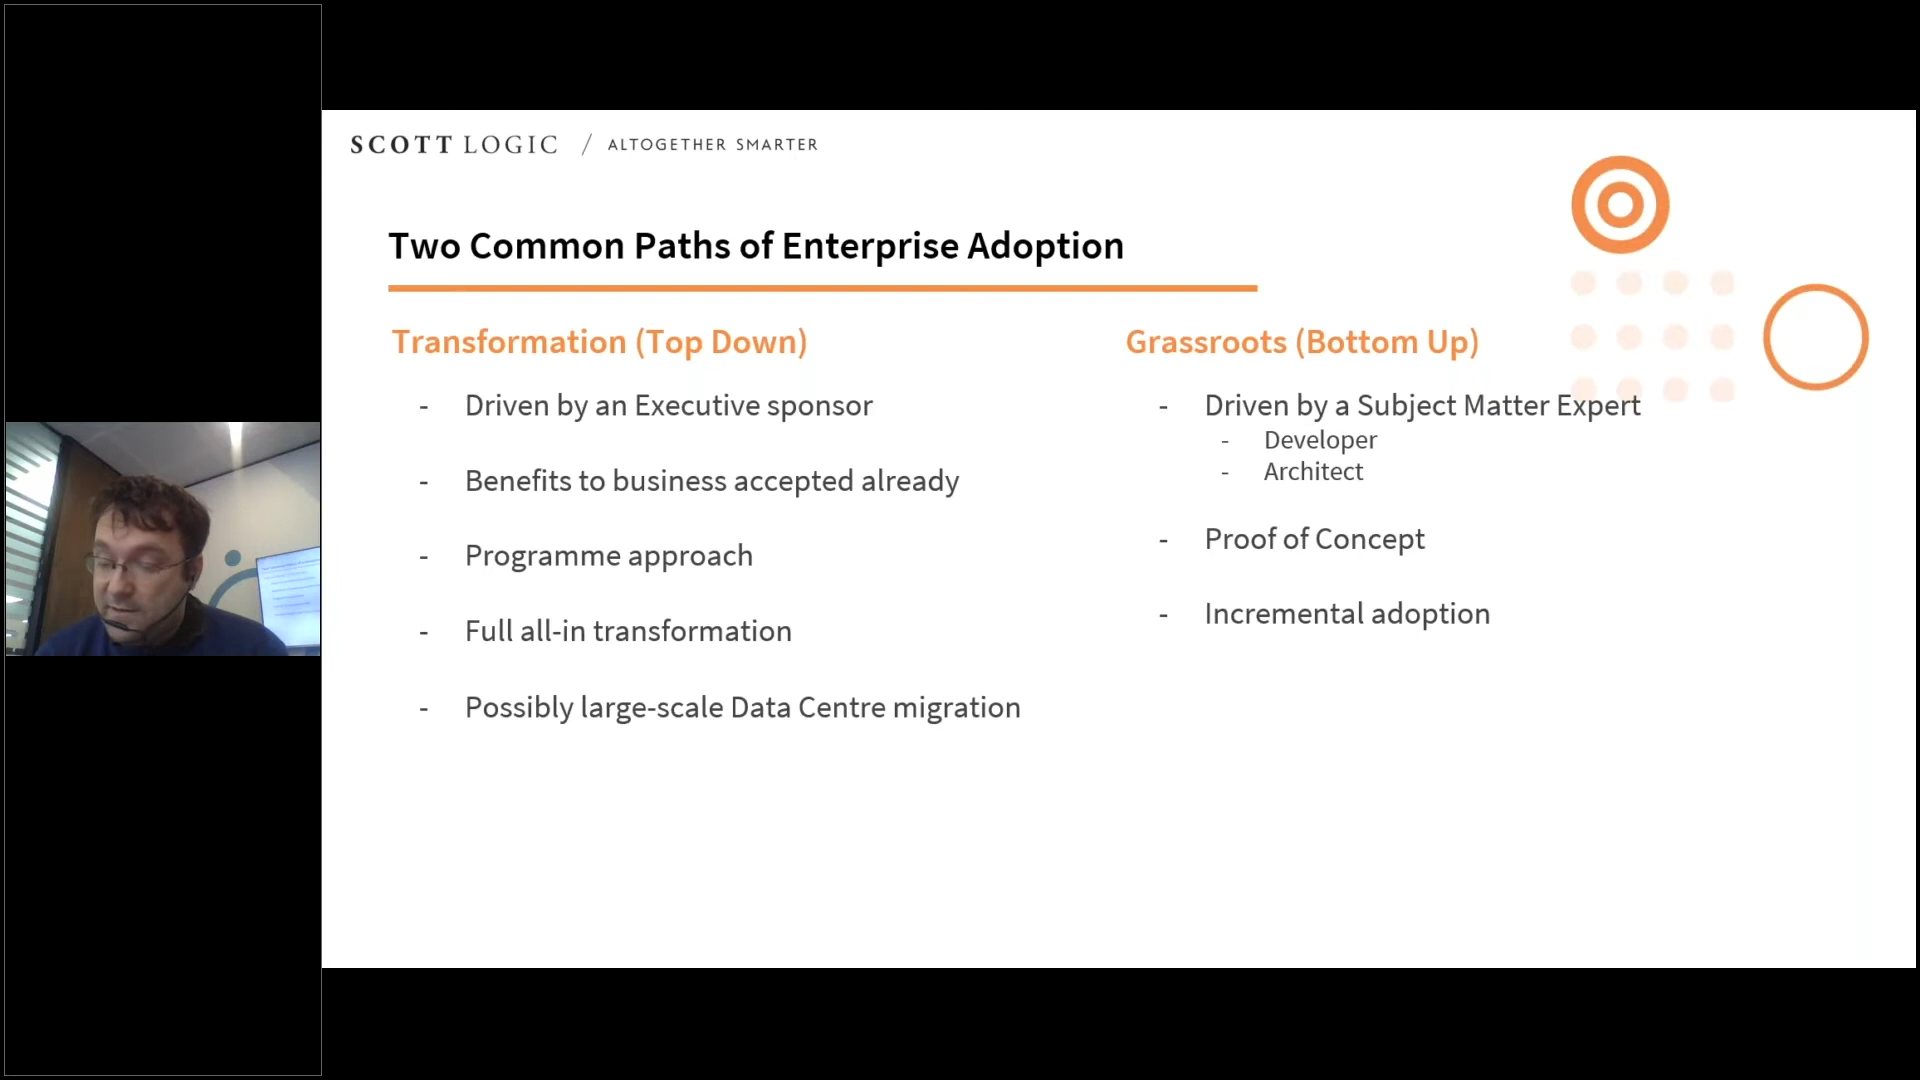 SCOTT LOGIC / ALTOGETHER SMARTER
Two Common Paths of Enterprise Adoption
Transformation (Top Down)
- Driven by an Executive sponsor
- Benefits to business accepted already
- Programme approach
- Full all-in transformation
- Possibly large-scale Data Centre migration
Grassroots (Bottom Up)
- Driven by a Subject Matter Expert
- Developer
- Architect
- Proof of Concept
- Incremental adoption